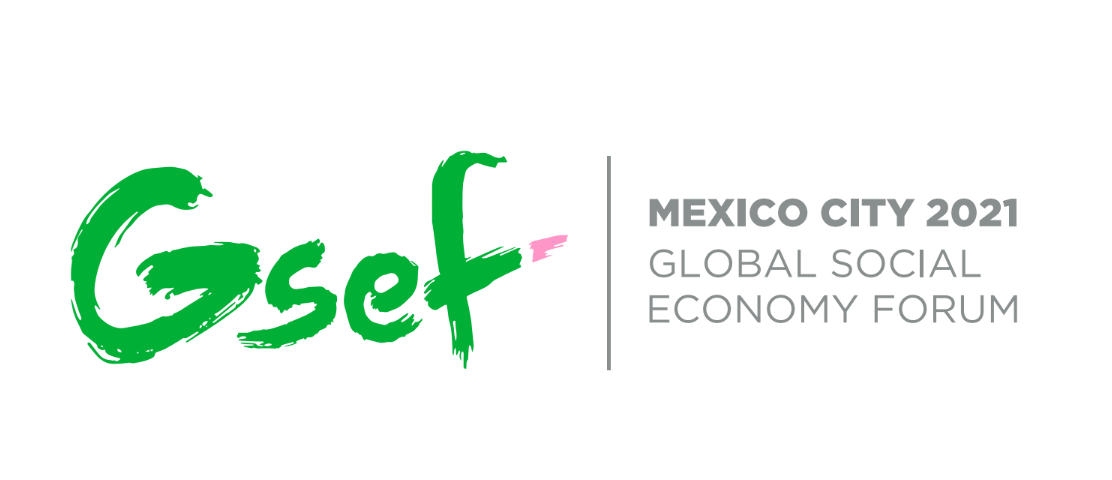 Gsef
MEXICO CITY 2021
GLOBAL SOCIAL
ECONOMY FORUM